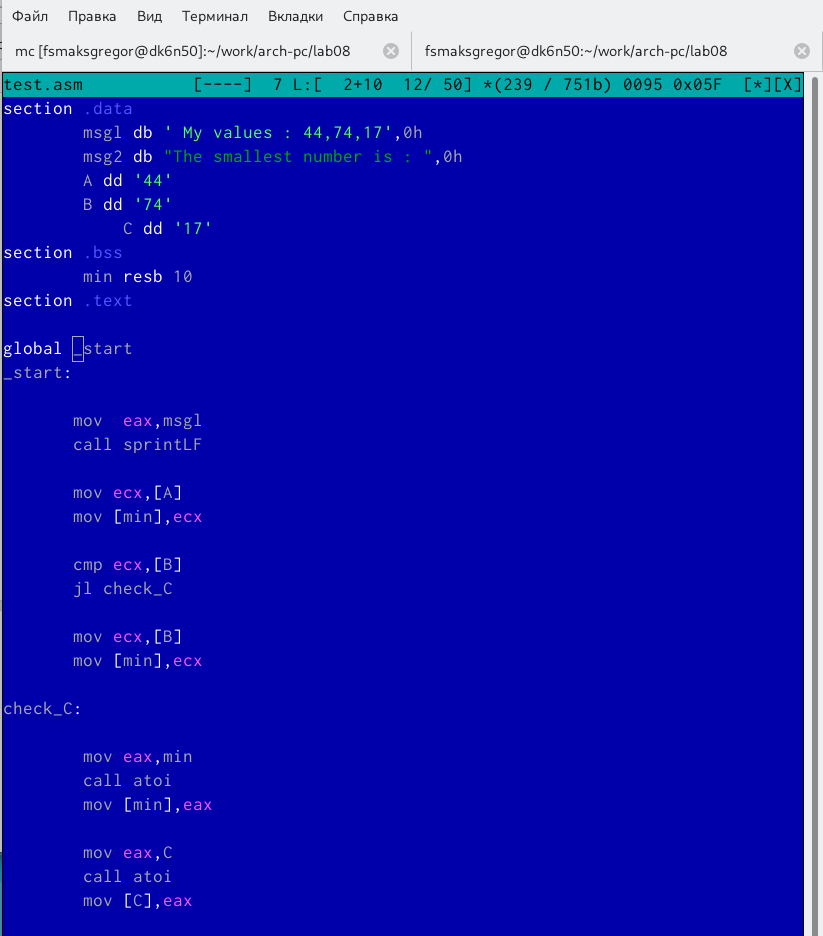 Файл Правка Вид Терминал Вкладки Справка
mc [fsmaksgregor@dk6n50]:~/work/arch-pc/lab08 fsmaksgregor@dk6n50:~/work/arch-pc/lab08
test.asm [----] 7 L:[ 2+10 12/ 50] *(239 / 751b) 0095 0x05F [*][X]
section .data
msgl db ' My values : 44,74,17',0h
msg2 db "The smallest number is : ",0h
A dd '44'
B dd '74'
C dd '17'
section .bss
min resb 10
section .text
global _start
_start:
mov eax,msgl
call sprintLF
mov ecx,[A]
mov [min],ecx
cmp ecx,[B]
jl check_C
mov ecx,[B]
mov [min],ecx
check_C:
mov eax,min
call atoi
mov [min],eax
mov eax,C
call atoi
mov [C],eax